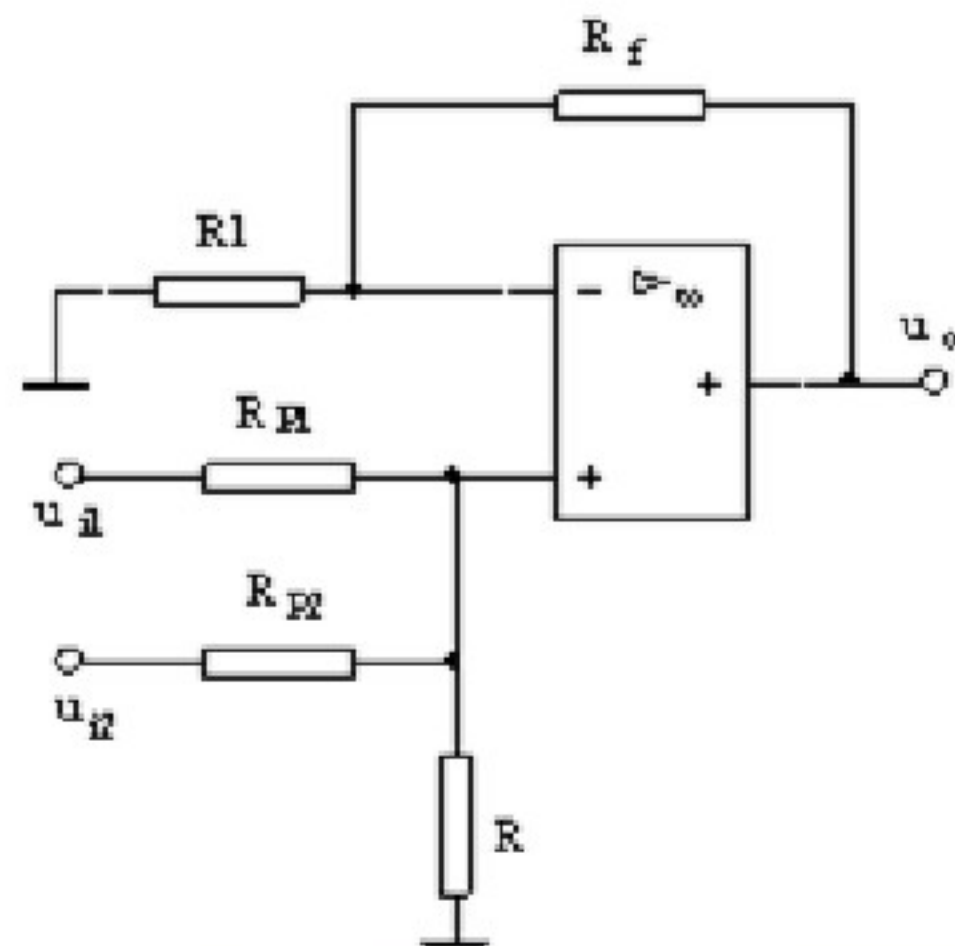 R f
R1
- ▷ ∞
u o
+
R P1
+
u i1
R P2
u i2
R